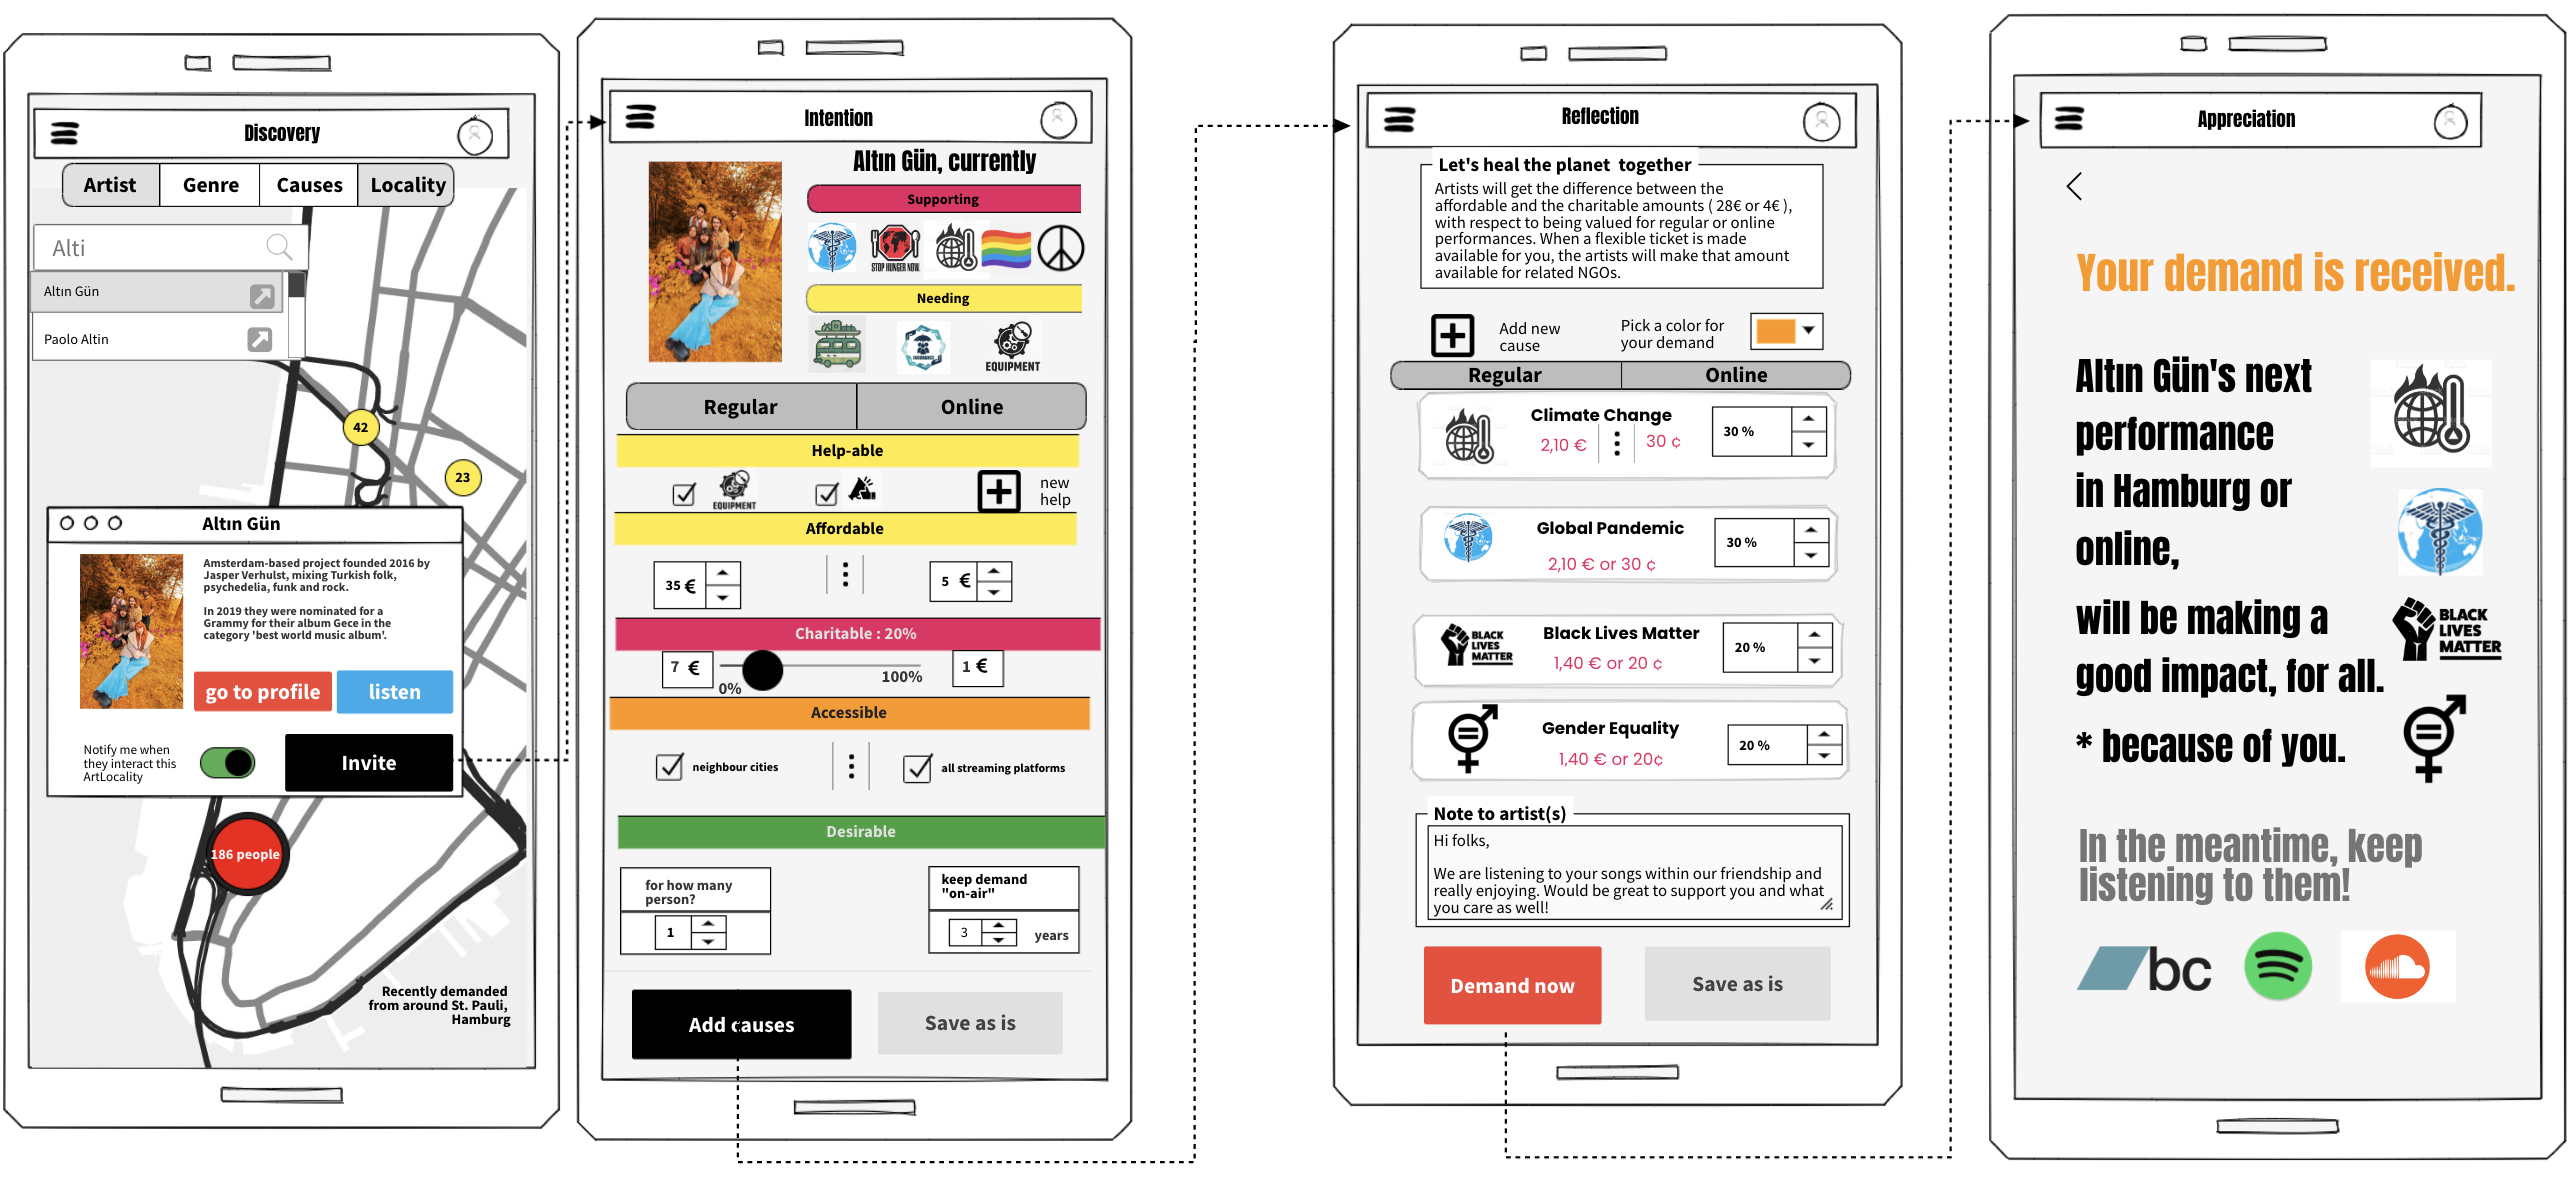 Discovery
Artist Genre Causes Locality
Alti
Altın Gün
Paolo Altin
42
23
Altın Gün
Amsterdam-based project founded 2016 by
Jasper Verhulst, mixing Turkish folk,
psychedelia, funk and rock.
In 2019 they were nominated for a
Grammy for their album Gece in the
category 'best world music album'.
go to profile listen
Notify me when
they interact this
ArtLocality
Invite
186 people
Recently demanded
from around St. Pauli,
Hamburg
Intention
Altın Gün, currently
Supporting
STOP HUNGER NOW
Needing
INSURANCE
EQUIPMENT
Regular Online
Help-able
EQUIPMENT
new
help
Affordable
35 € 5 €
Charitable : 20%
7 € 0% 100% 1 €
Accessible
neighbour cities all streaming platforms
Desirable
for how many
person?
1
keep demand
"on-air"
3 years
Add causes Save as is
Reflection
Let's heal the planet together
Artists will get the difference between the
affordable and the charitable amounts ( 28€ or 4€ ),
with respect to being valued for regular or online
performances. When a flexible ticket is made
available for you, the artists will make that amount
available for related NGOs.
Add new
cause
Pick a color for
your demand
Regular Online
Climate Change
2,10 € 30 ¢
30 %
Global Pandemic
2,10 € or 30 ¢
30 %
BLACK
LIVES
MATTER
Black Lives Matter
1,40 € or 20 ¢
20 %
Gender Equality
1,40 € or 20¢
20 %
Note to artist(s)
Hi folks,
We are listening to your songs within our friendship and
really enjoying. Would be great to support you and what
you care as well!
Demand now Save as is
Appreciation
Your demand is received.
Altın Gün's next
performance
in Hamburg or
online,
will be making a
good impact, for all.
* because of you.
BLACK
LIVES
MATTER
In the meantime, keep
listening to them!
bc